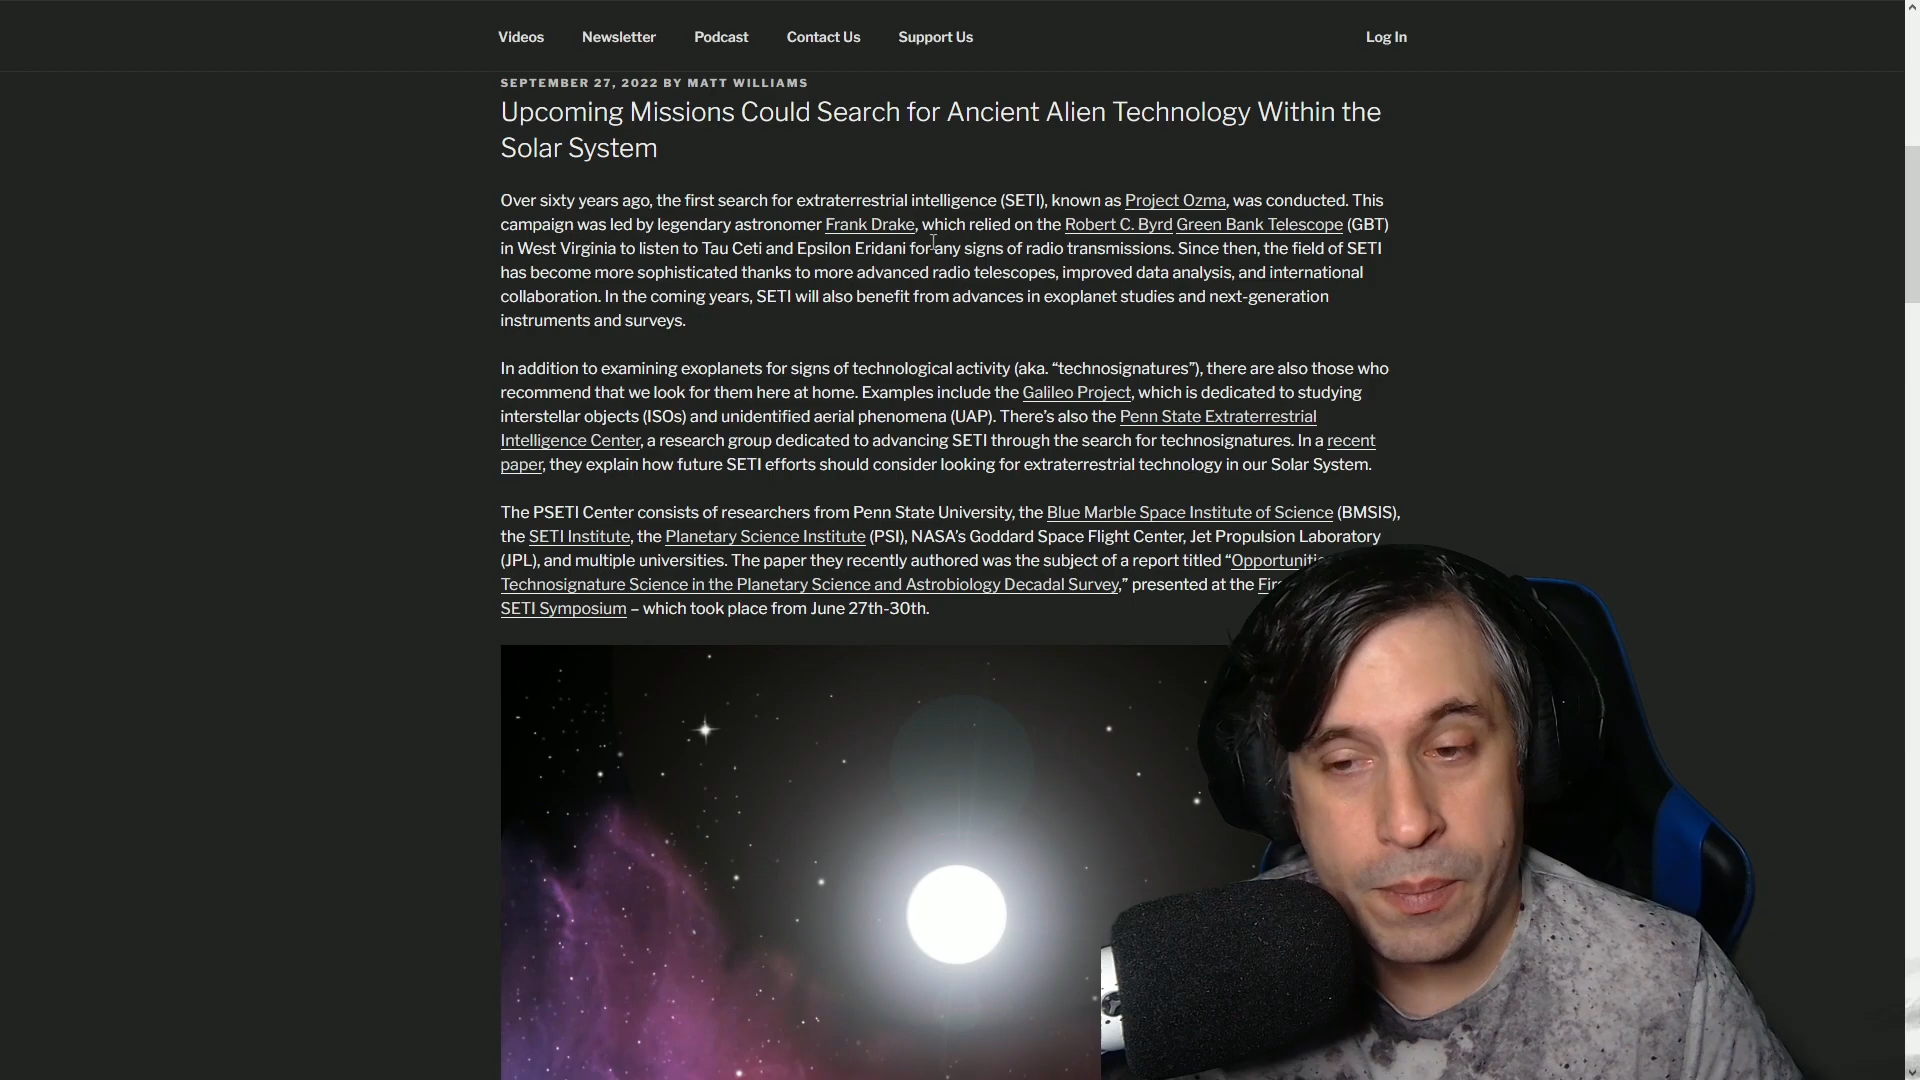 Videos Newsletter Podcast Contact Us Support Us Log In
SEPTEMBER 27, 2022 BY MATT WILLIAMS
Upcoming Missions Could Search for Ancient Alien Technology Within the
Solar System
Over sixty years ago, the first search for extraterrestrial intelligence (SETI), known as Project Ozma, was conducted. This
campaign was led by legendary astronomer Frank Drake, which relied on the Robert C. Byrd Green Bank Telescope (GBT)
in West Virginia to listen to Tau Ceti and Epsilon Eridani for any signs of radio transmissions. Since then, the field of SETI
has become more sophisticated thanks to more advanced radio telescopes, improved data analysis, and international
collaboration. In the coming years, SETI will also benefit from advances in exoplanet studies and next-generation
instruments and surveys.
In addition to examining exoplanets for signs of technological activity (aka. “technosignatures”), there are also those who
recommend that we look for them here at home. Examples include the Galileo Project, which is dedicated to studying
interstellar objects (ISOs) and unidentified aerial phenomena (UAP). There’s also the Penn State Extraterrestrial
Intelligence Center, a research group dedicated to advancing SETI through the search for technosignatures. In a recent
paper, they explain how future SETI efforts should consider looking for extraterrestrial technology in our Solar System.
The PSETI Center consists of researchers from Penn State University, the Blue Marble Space Institute of Science (BMSIS),
the SETI Institute, the Planetary Science Institute (PSI), NASA’s Goddard Space Flight Center, Jet Propulsion Laboratory
(JPL), and multiple universities. The paper they recently authored was the subject of a report titled “
Technosignature Science in the Planetary Science and Astrobiology Decadal Survey,” presented at the
SETI Symposium – which took place from June 27th-30th.